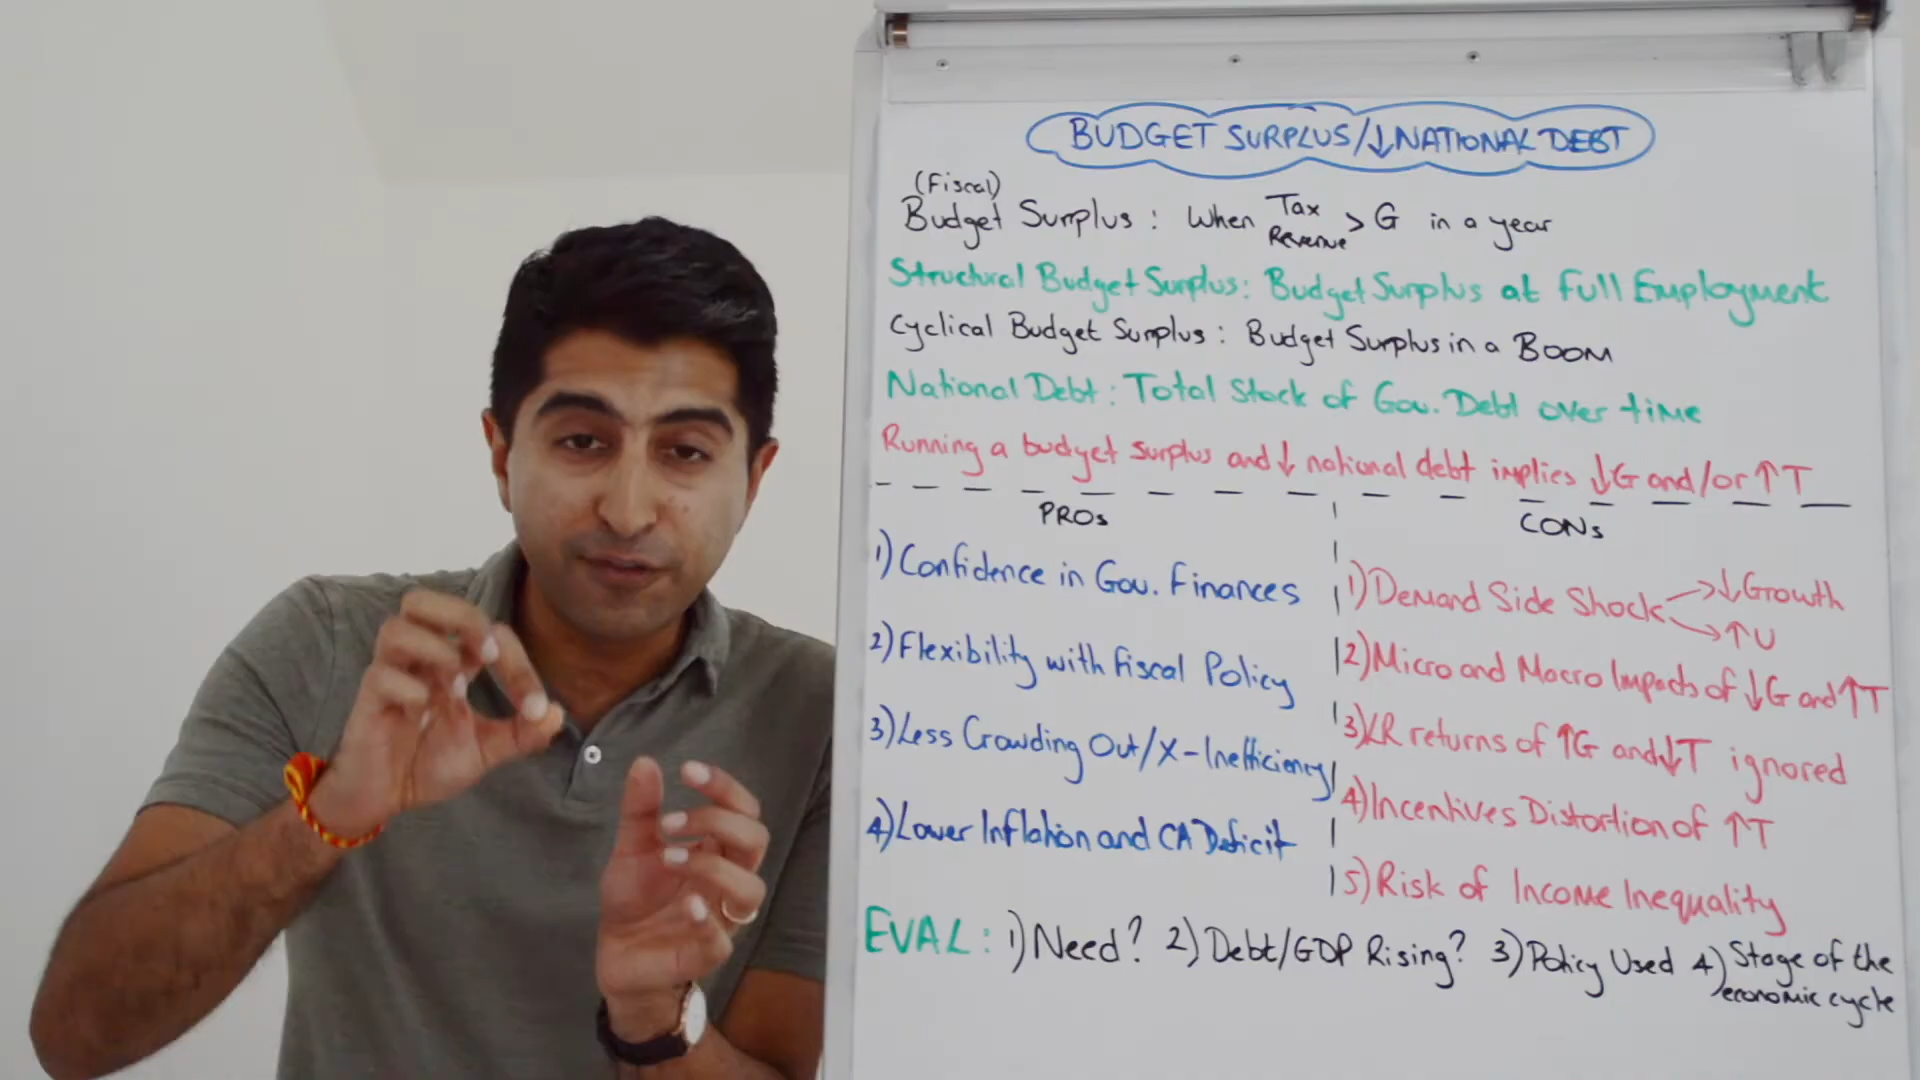 BUDGET SURPLUS/↓NATIONAL DEBT
(Fiscal)
Budget Surplus : When Tax Revenue > G in a year
Structural Budget Surplus: Budget Surplus at Full Employment
Cyclical Budget Surplus : Budget Surplus in a BOOM
National Debt : Total Stock of Gov. Debt over time
Running a budget surplus and ↓ national debt implies ↓G and/or ↑T
PROs
1) Confidence in Gov. Finances
2) Flexibility with Fiscal Policy
3) Less Crowding Out/X-Inefficiency
4) Lower Inflation and CA Deficit
CONs
1) Demand Side Shock → ↓Growth
→ ↑U
2) Micro and Macro Impacts of ↓G and ↑T
3) LR returns of ↑G and ↓T ignored
4) Incentives Distortion of ↑T
5) Risk of Income Inequality
EVAL: 1) Need? 2) Debt/GDP Rising? 3) Policy Used 4) Stage of the
economic cycle